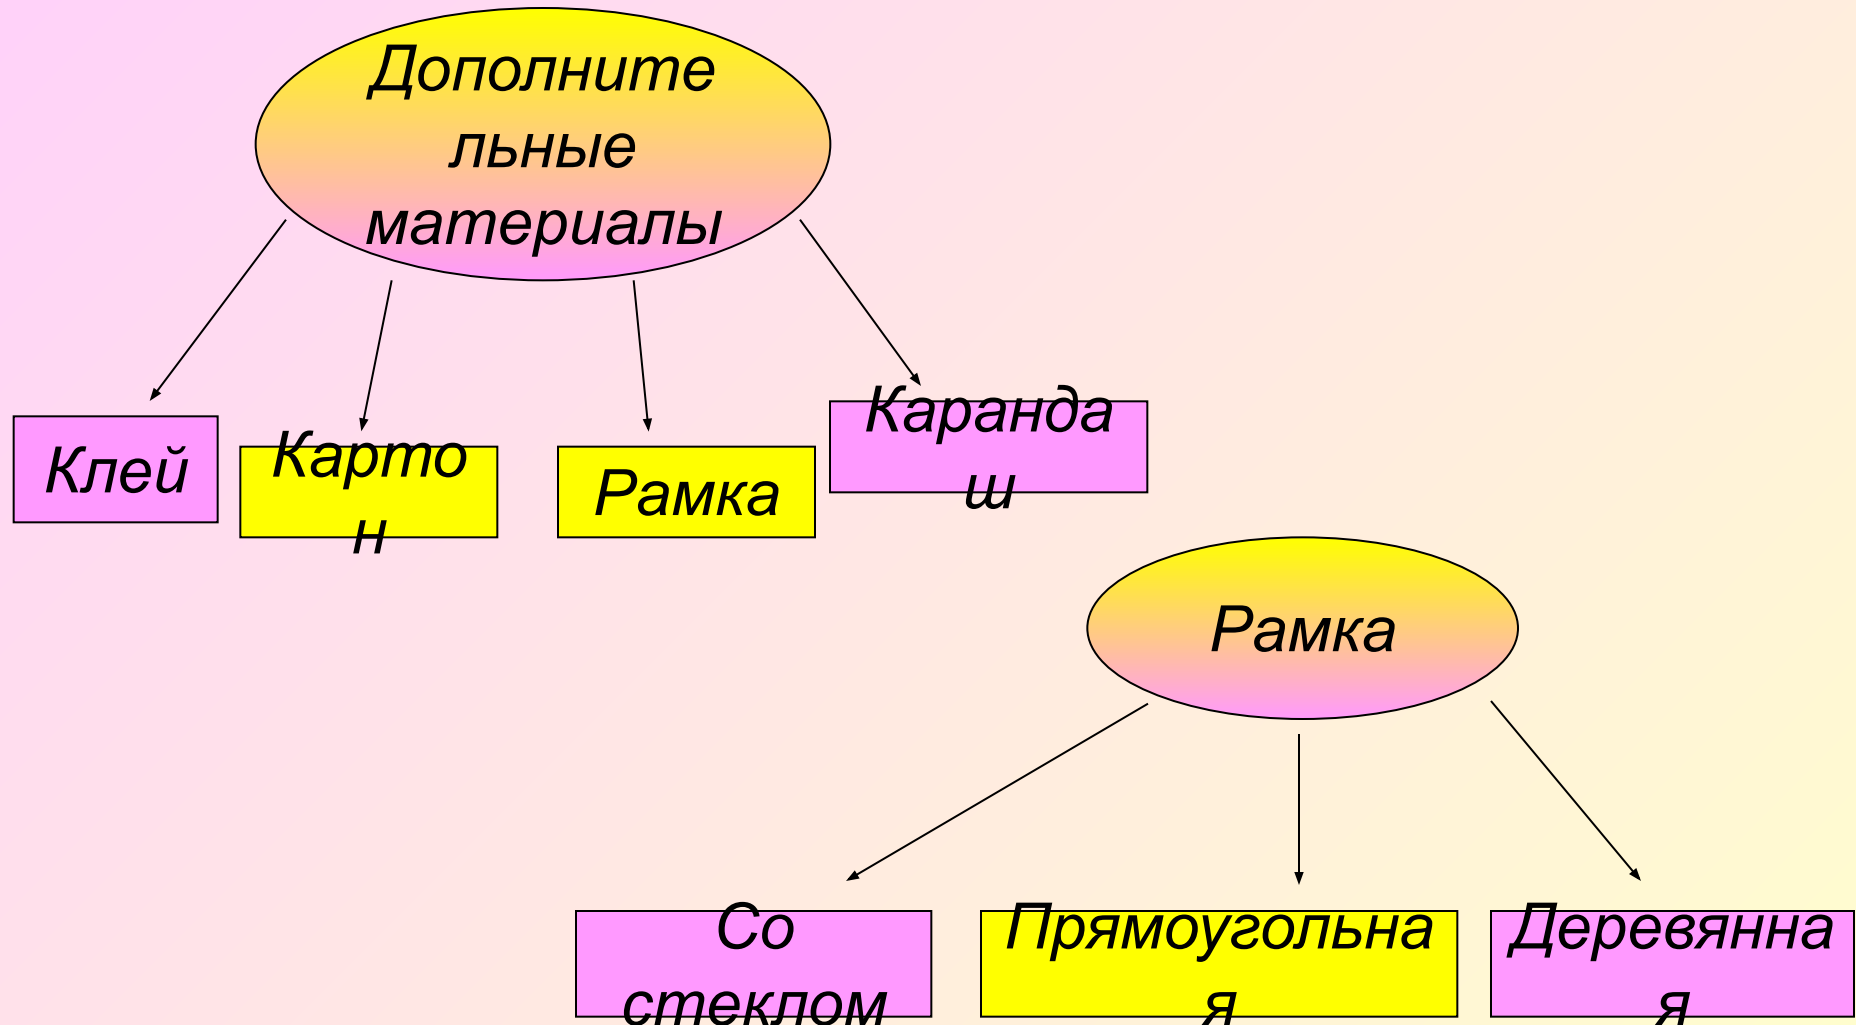 Дополните
льные
материалы
Клей
Карто
н
Рамка
Каранда
ш
Рамка
Со
стеклом
Прямоугольна
я
Деревянна
я